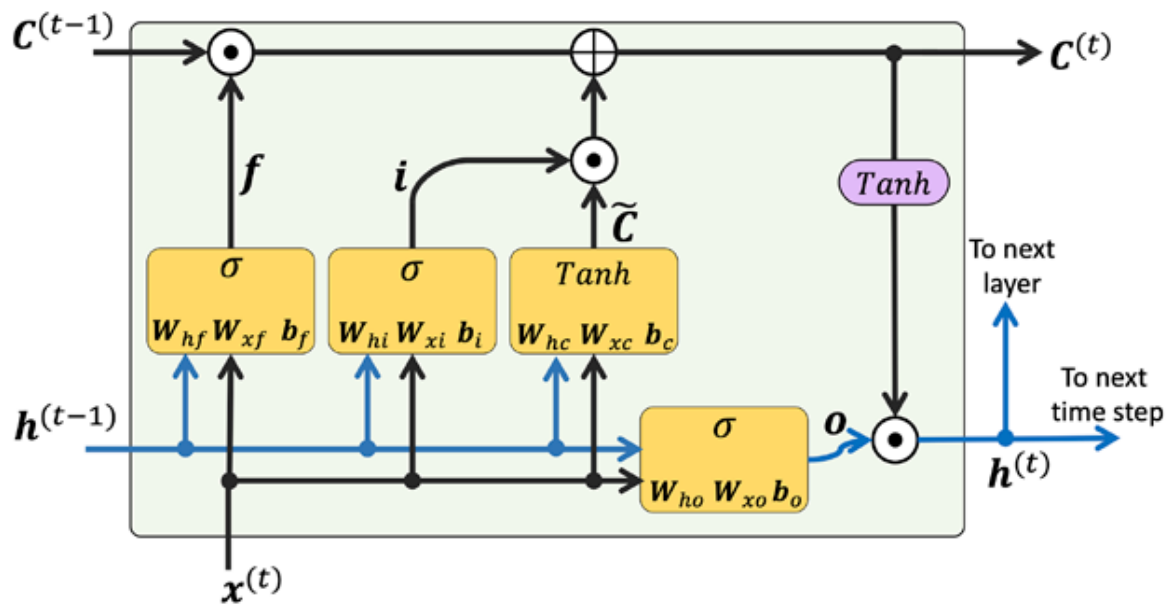 C^(t-1)
C^(t)
f
i
C̃
Tanh
σ
W_hf W_xf b_f
σ
W_hi W_xi b_i
Tanh
W_hc W_xc b_c
To next
layer
To next
time step
h^(t-1)
σ
W_ho W_xo b_o
o
h^(t)
x^(t)